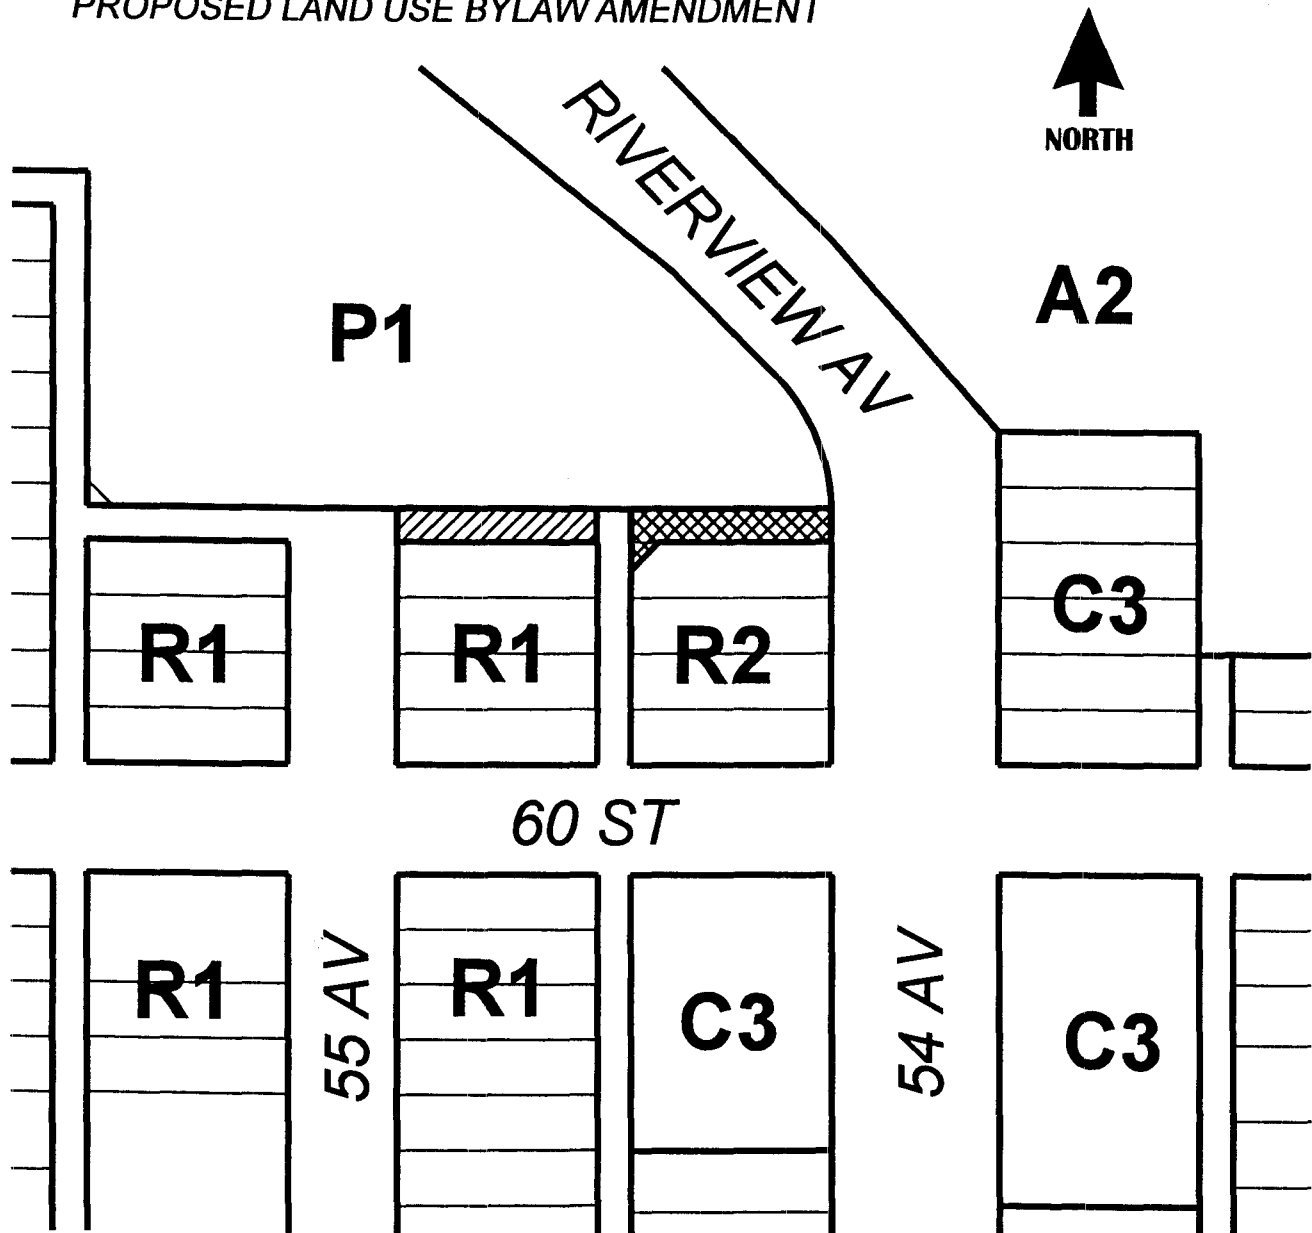 PROPOSED LAND USE BYLAW AMENDMENT
NORTH
RIVERVIEW AV
A2
P1
C3
R1
R1
R2
60 ST
R1
55 AV
R1
C3
54 AV
C3